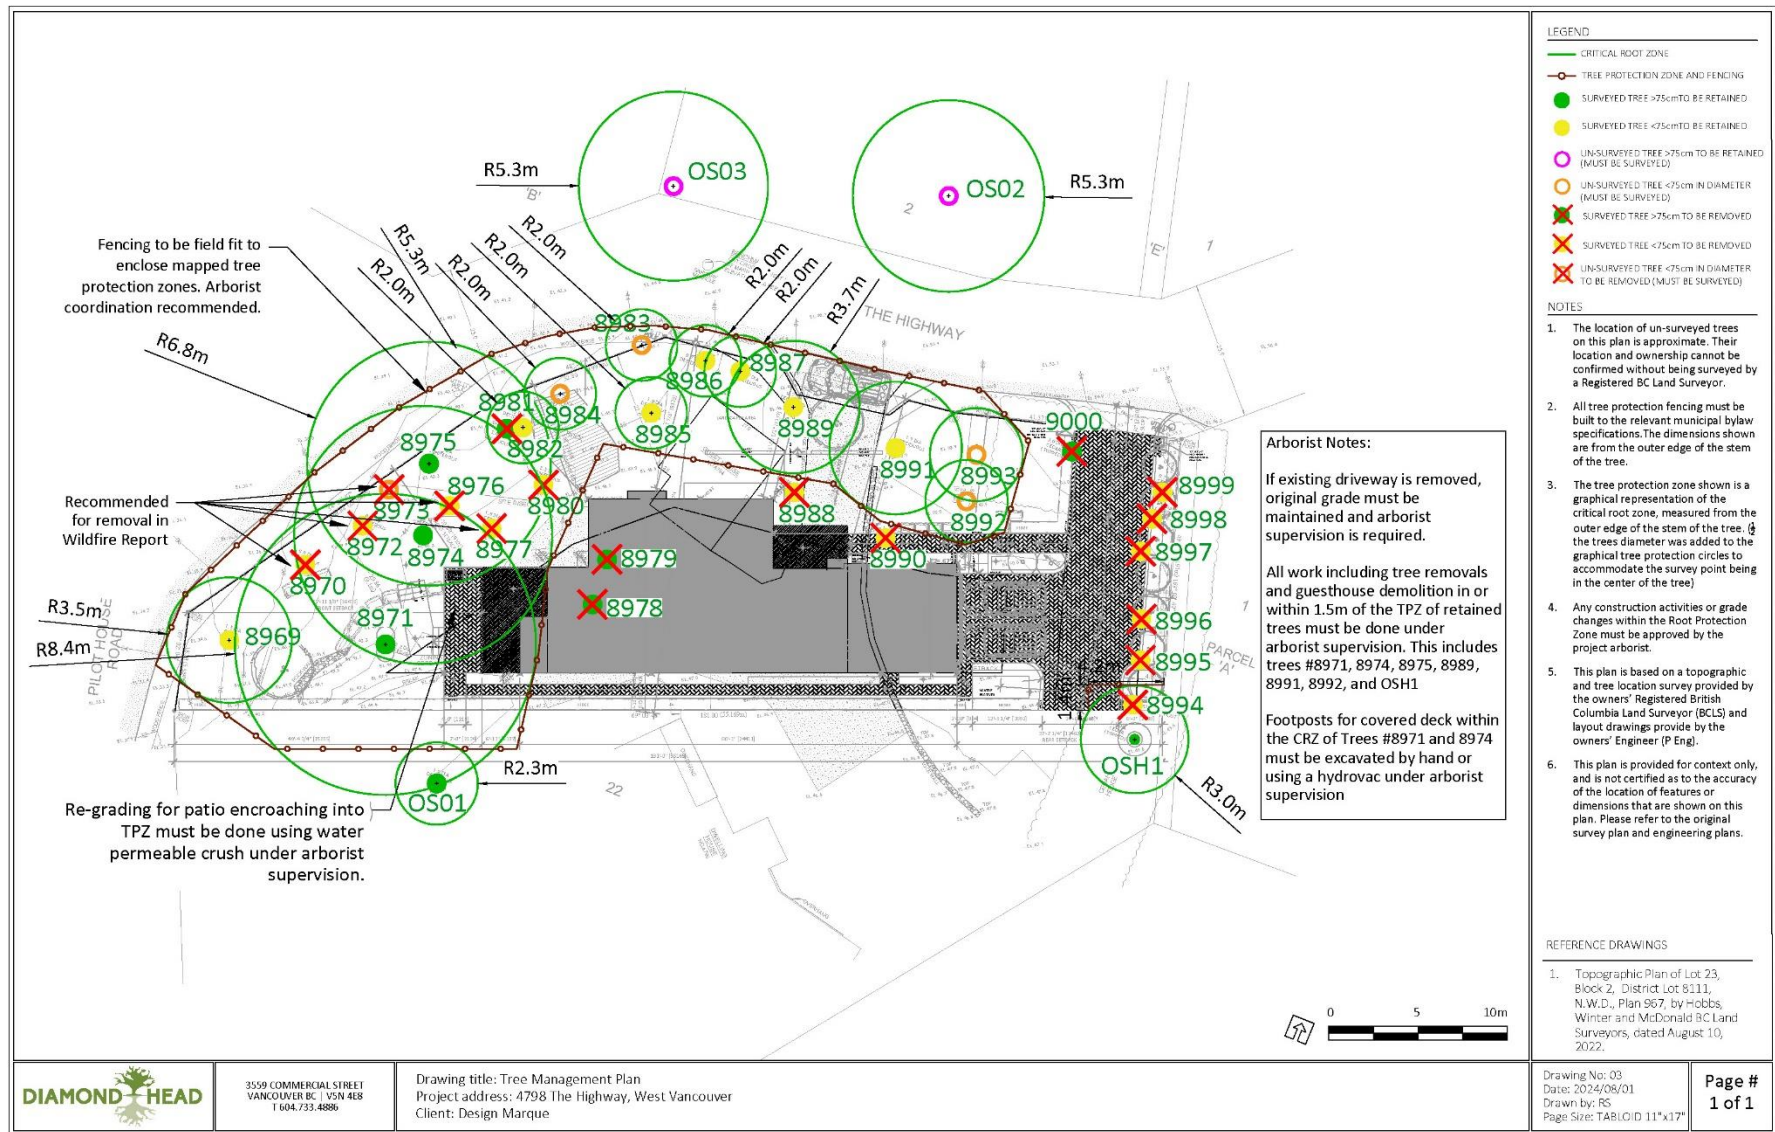 R5.3m
OS03
OS02
R5.3m
'B'
2
'E'
1
Fencing to be field fit to
enclose mapped tree
protection zones. Arborist
coordination recommended.
R2.0m
R5.3m
R2.0m
R2.0m
R2.0m
R2.0m
R2.0m
R3.7m
THE HIGHWAY
R6.8m
8983
8986
8987
8981
8984
8982
8985
8989
8975
8991
8993
9000
8992
8976
8973
8980
8988
8999
8998
8997
8972
8974
8977
8990
8979
8970
8978
8971
8969
8996
8995
8994
Recommended
for removal in
Wildfire Report
R3.5m
R8.4m
PILOT HOUSE
ROAD
1
PARCEL
'A'
OSH1
R3.0m
R2.3m
OS01
22
Re-grading for patio encroaching into
TPZ must be done using water
permeable crush under arborist
supervision.
Arborist Notes:
If existing driveway is removed,
original grade must be
maintained and arborist
supervision is required.
All work including tree removals
and guesthouse demolition in or
within 1.5m of the TPZ of retained
trees must be done under
arborist supervision. This includes
trees #8971, 8974, 8975, 8989,
8991, 8992, and OSH1
Footposts for covered deck within
the CRZ of Trees #8971 and 8974
must be excavated by hand or
using a hydrovac under arborist
supervision
0 5 10m
LEGEND
CRITICAL ROOT ZONE
TREE PROTECTION ZONE AND FENCING
SURVEYED TREE >75cmTO BE RETAINED
SURVEYED TREE <75cmTO BE RETAINED
UN-SURVEYED TREE >75cm TO BE RETAINED
(MUST BE SURVEYED)
UN-SURVEYED TREE <75cm IN DIAMETER
(MUST BE SURVEYED)
SURVEYED TREE >75cm TO BE REMOVED
SURVEYED TREE <75cm TO BE REMOVED
UN-SURVEYED TREE <75cm IN DIAMETER
TO BE REMOVED (MUST BE SURVEYED)
NOTES
1. The location of un-surveyed trees
on this plan is approximate. Their
location and ownership cannot be
confirmed without being surveyed by
a Registered BC Land Surveyor.
2. All tree protection fencing must be
built to the relevant municipal bylaw
specifications.The dimensions shown
are from the outer edge of the stem
of the tree.
3. The tree protection zone shown is a
graphical representation of the
critical root zone, measured from the
outer edge of the stem of the tree. (½
the trees diameter was added to the
graphical tree protection circles to
accommodate the survey point being
in the center of the tree)
4. Any construction activities or grade
changes within the Root Protection
Zone must be approved by the
project arborist.
5. This plan is based on a topographic
and tree location survey provided by
the owners' Registered British
Columbia Land Surveyor (BCLS) and
layout drawings provide by the
owners' Engineer (P Eng).
6. This plan is provided for context only,
and is not certified as to the accuracy
of the location of features or
dimensions that are shown on this
plan. Please refer to the original
survey plan and engineering plans.
REFERENCE DRAWINGS
1. Topographic Plan of Lot 23,
Block 2, District Lot 8111,
N.W.D., Plan 967, by Hobbs,
Winter and McDonald BC Land
Surveyors, dated August 10,
2022.
DIAMOND HEAD
3559 COMMERCIAL STREET
VANCOUVER BC | V5N 4E8
T 604.733.4886
Drawing title: Tree Management Plan
Project address: 4798 The Highway, West Vancouver
Client: Design Marque
Drawing No: 03
Date: 2024/08/01
Drawn by: RS
Page Size: TABLOID 11"x17"
Page #
1 of 1